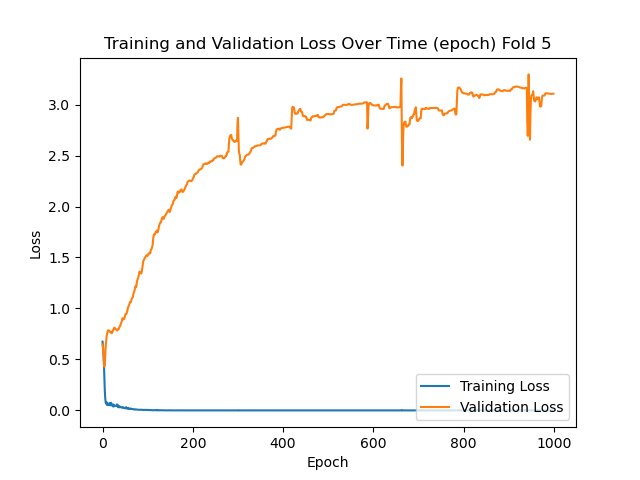 Training and Validation Loss Over Time (epoch) Fold 5
Loss
3.0
2.5
2.0
1.5
1.0
0.5
0.0
0
200
400
600
800
1000
Epoch
Training Loss
Validation Loss